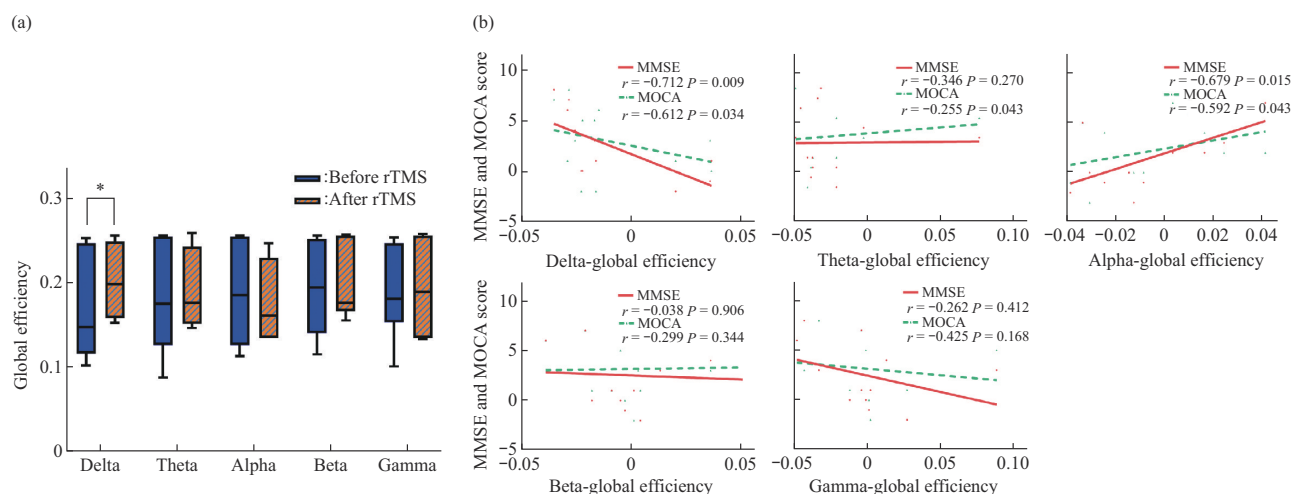 (a)
(b)
Global efficiency
0.3
0.2
0.1
0
*
:Before rTMS
:After rTMS
Delta
Theta
Alpha
Beta
Gamma
MMSE and MOCA score
10
5
0
−5
MMSE
r = −0.712 P = 0.009
MOCA
r = −0.612 P = 0.034
−0.05
0
0.05
Delta-global efficiency
MMSE
r = −0.346 P = 0.270
MOCA
r = −0.255 P = 0.043
−0.05
0
0.05
0.10
Theta-global efficiency
MMSE
r = −0.679 P = 0.015
MOCA
r = −0.592 P = 0.043
−0.04
−0.02
0
0.02
0.04
Alpha-global efficiency
MMSE and MOCA score
10
5
0
−5
MMSE
r = −0.038 P = 0.906
MOCA
r = −0.299 P = 0.344
−0.05
0
0.05
Beta-global efficiency
MMSE
r = −0.262 P = 0.412
MOCA
r = −0.425 P = 0.168
−0.05
0
0.05
0.10
Gamma-global efficiency